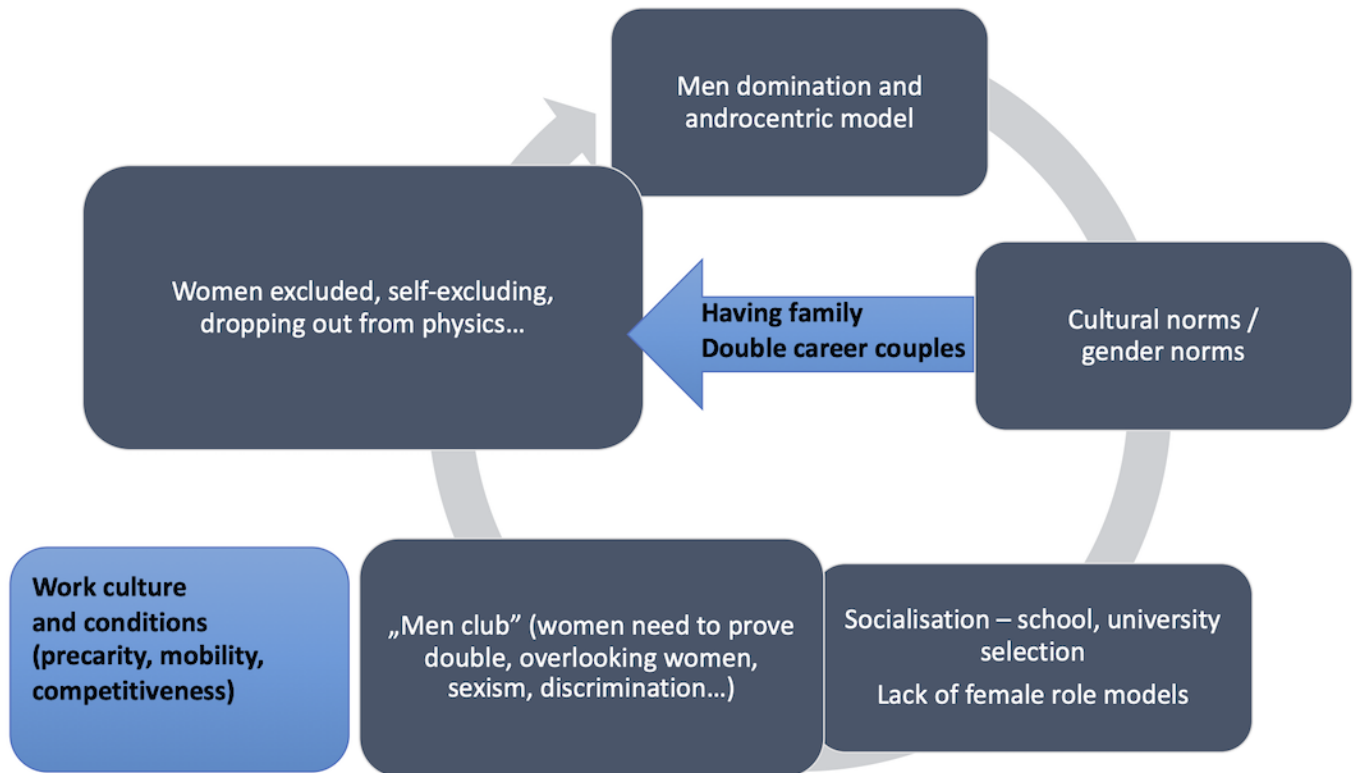 Men domination and
androcentric model
Women excluded, self-excluding,
dropping out from physics…
Having family
Double career couples
Cultural norms /
gender norms
Work culture
and conditions
(precarity, mobility,
competitiveness)
„Men club” (women need to prove
double, overlooking women,
sexism, discrimination…)
Socialisation – school, university
selection
Lack of female role models